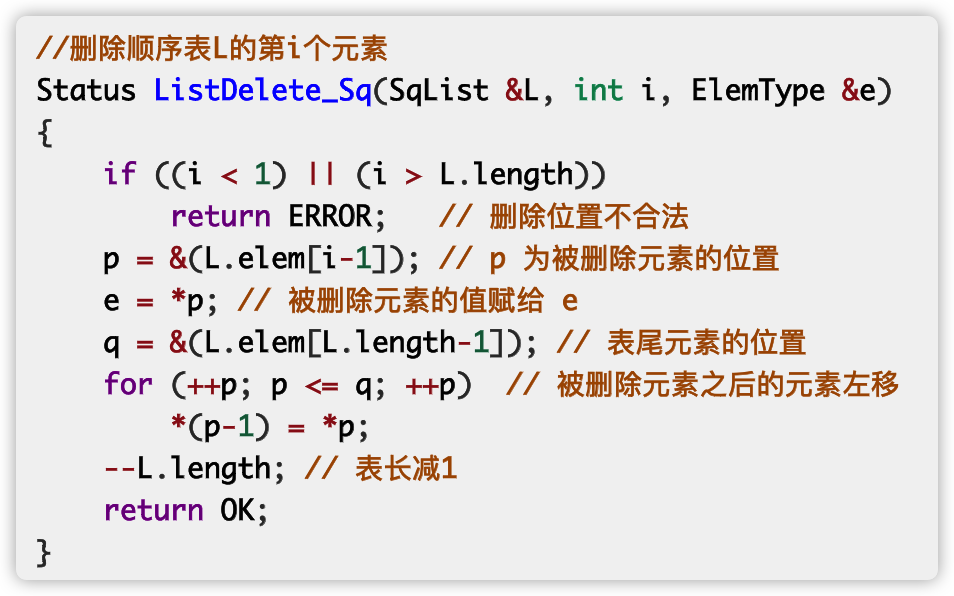 //删除顺序表L的第i个元素
Status ListDelete_Sq(SqList &L, int i, ElemType &e)
{
    if ((i < 1) || (i > L.length))
        return ERROR;   // 删除位置不合法
    p = &(L.elem[i-1]); // p 为被删除元素的位置
    e = *p; // 被删除元素的值赋给 e
    q = &(L.elem[L.length-1]); // 表尾元素的位置
    for (++p; p <= q; ++p)  // 被删除元素之后的元素左移
        *(p-1) = *p;
    --L.length; // 表长减1
    return OK;
}